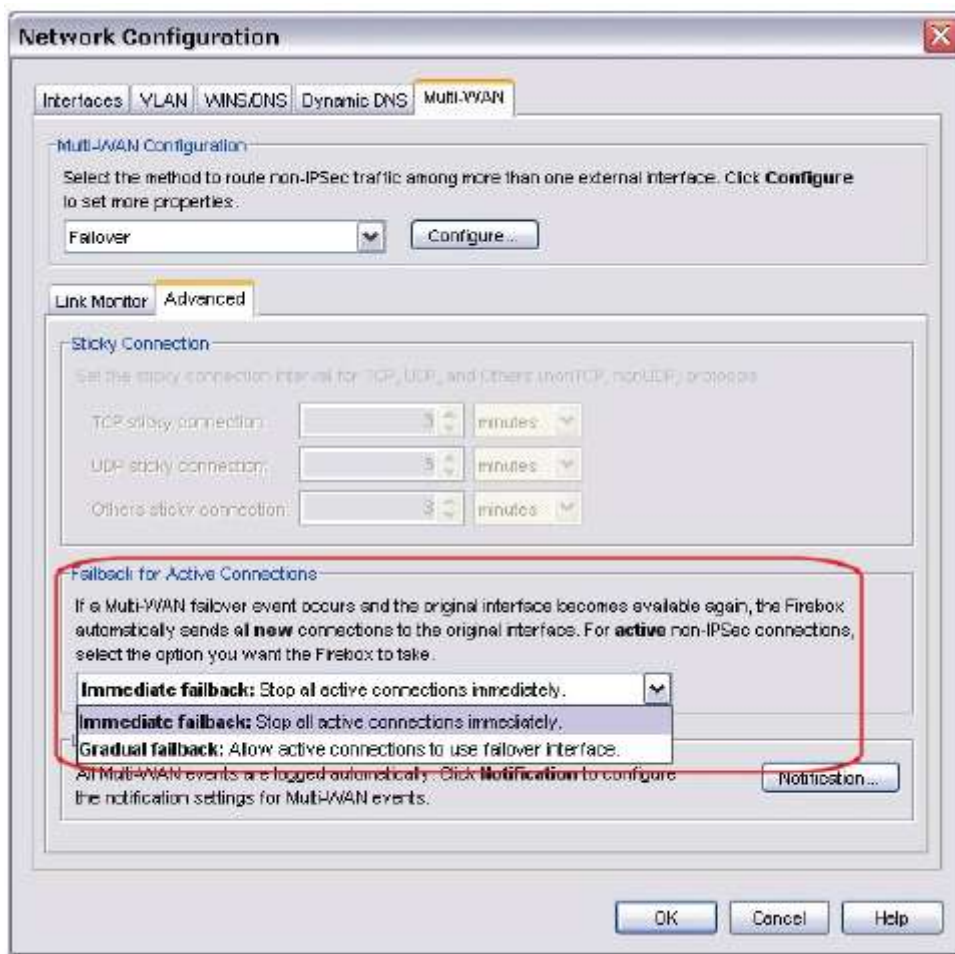 Network Configuration
Interfaces VLAN WINS/DNS Dynamic DNS Multi-WAN
Multi-WAN Configuration
Select the method to route non-IPSec traffic among more than one external interface. Click Configure
to set more properties.
Failover Configure...
Link Monitor Advanced
Sticky Connection
Set the sticky connection interval for TCP, UDP, and Others (nonTCP, nonUDP) protocols
TCP sticky connection: 3 minutes
UDP sticky connection: 3 minutes
Others sticky connection: 3 minutes
Failback for Active Connections
If a Multi-WAN failover event occurs and the original interface becomes available again, the Firebox
automatically sends all new connections to the original interface. For active non-IPSec connections,
select the option you want the Firebox to take.
Immediate failback: Stop all active connections immediately.
Immediate failback: Stop all active connections immediately.
Gradual failback: Allow active connections to use failover interface.
All Multi-WAN events are logged automatically. Click Notification to configure
the notification settings for Multi-WAN events.
Notification...
OK Cancel Help